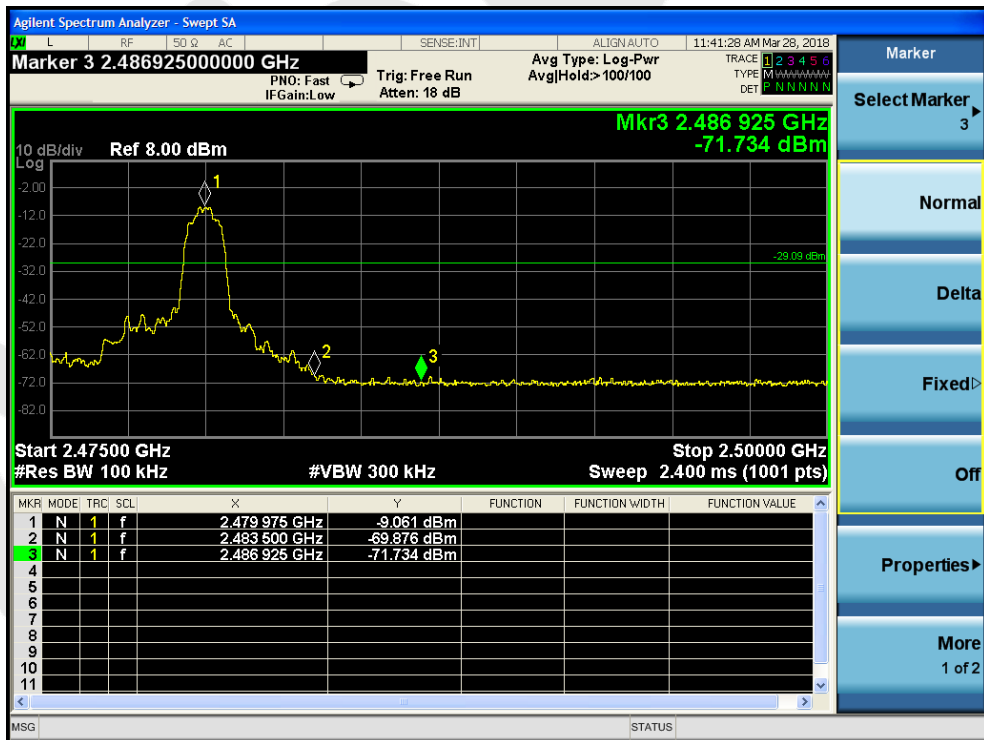 Agilent Spectrum Analyzer - Swept SA
LXI L RF 50 Ω AC SENSE:INT ALIGN AUTO 11:41:28 AM Mar 28, 2018
Marker 3 2.486925000000 GHz
PNO: Fast
IFGain:Low
Trig: Free Run
Atten: 18 dB
Avg Type: Log-Pwr
Avg|Hold:> 100/100
TRACE 1 2 3 4 5 6
TYPE M
DET P N N N N N
Mkr3 2.486 925 GHz
-71.734 dBm
10 dB/div Ref 8.00 dBm
Log
-2.00
-12.0
-22.0
-32.0
-42.0
-52.0
-62.0
-72.0
-82.0
1
-29.09 dBm
2
3
Start 2.47500 GHz Stop 2.50000 GHz
#Res BW 100 kHz #VBW 300 kHz Sweep 2.400 ms (1001 pts)
MKR MODE TRC SCL X Y FUNCTION FUNCTION WIDTH FUNCTION VALUE
1 N 1 f 2.479 975 GHz -9.061 dBm
2 N 1 f 2.483 500 GHz -69.876 dBm
3 N 1 f 2.486 925 GHz -71.734 dBm
4
5
6
7
8
9
10
11
MSG STATUS
Marker
Select Marker
3
Normal
Delta
Fixed
Off
Properties
More
1 of 2